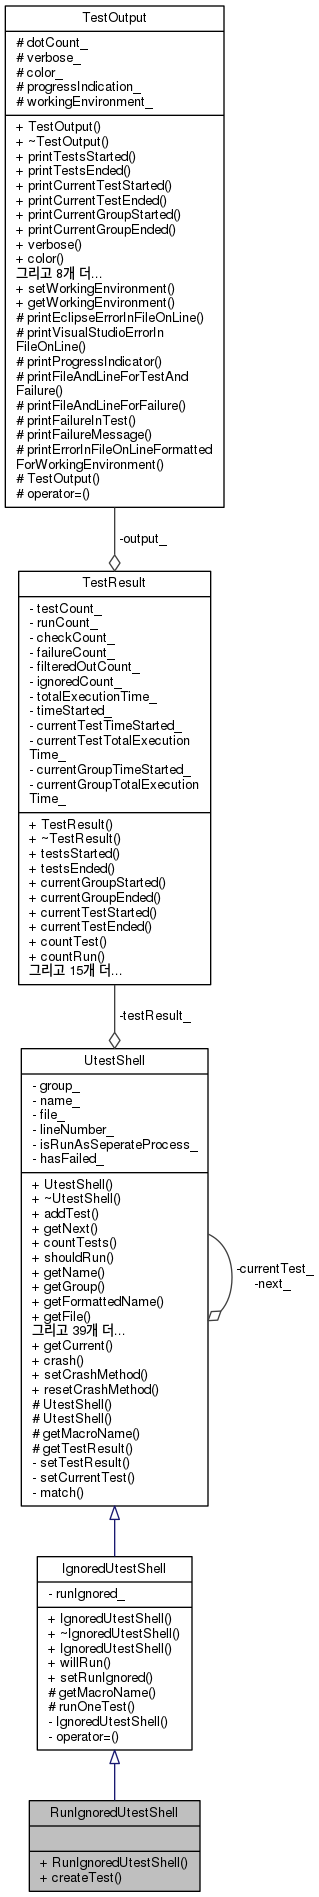 TestOutput
# dotCount_
# verbose_
# color_
# progressIndication_
# workingEnvironment_
+ TestOutput()
+ ~TestOutput()
+ printTestsStarted()
+ printTestsEnded()
+ printCurrentTestStarted()
+ printCurrentTestEnded()
+ printCurrentGroupStarted()
+ printCurrentGroupEnded()
+ verbose()
+ color()
그리고 8개 더...
+ setWorkingEnvironment()
+ getWorkingEnvironment()
# printEclipseErrorInFileOnLine()
# printVisualStudioErrorIn
FileOnLine()
# printProgressIndicator()
# printFileAndLineForTestAnd
Failure()
# printFileAndLineForFailure()
# printFailureInTest()
# printFailureMessage()
# printErrorInFileOnLineFormatted
ForWorkingEnvironment()
# TestOutput()
# operator=()
-output_
TestResult
- testCount_
- runCount_
- checkCount_
- failureCount_
- filteredOutCount_
- ignoredCount_
- totalExecutionTime_
- timeStarted_
- currentTestTimeStarted_
- currentTestTotalExecution
Time_
- currentGroupTimeStarted_
- currentGroupTotalExecution
Time_
+ TestResult()
+ ~TestResult()
+ testsStarted()
+ testsEnded()
+ currentGroupStarted()
+ currentGroupEnded()
+ currentTestStarted()
+ currentTestEnded()
+ countTest()
+ countRun()
그리고 15개 더...
-testResult_
UtestShell
- group_
- name_
- file_
- lineNumber_
- isRunAsSeperateProcess_
- hasFailed_
+ UtestShell()
+ ~UtestShell()
+ addTest()
+ getNext()
+ countTests()
+ shouldRun()
+ getName()
+ getGroup()
+ getFormattedName()
+ getFile()
그리고 39개 더...
+ getCurrent()
+ crash()
+ setCrashMethod()
+ resetCrashMethod()
# UtestShell()
# UtestShell()
# getMacroName()
# getTestResult()
- setTestResult()
- setCurrentTest()
- match()
-currentTest_
-next_
IgnoredUtestShell
- runIgnored_
+ IgnoredUtestShell()
+ ~IgnoredUtestShell()
+ IgnoredUtestShell()
+ willRun()
+ setRunIgnored()
# getMacroName()
# runOneTest()
- IgnoredUtestShell()
- operator=()
RunIgnoredUtestShell
+ RunIgnoredUtestShell()
+ createTest()